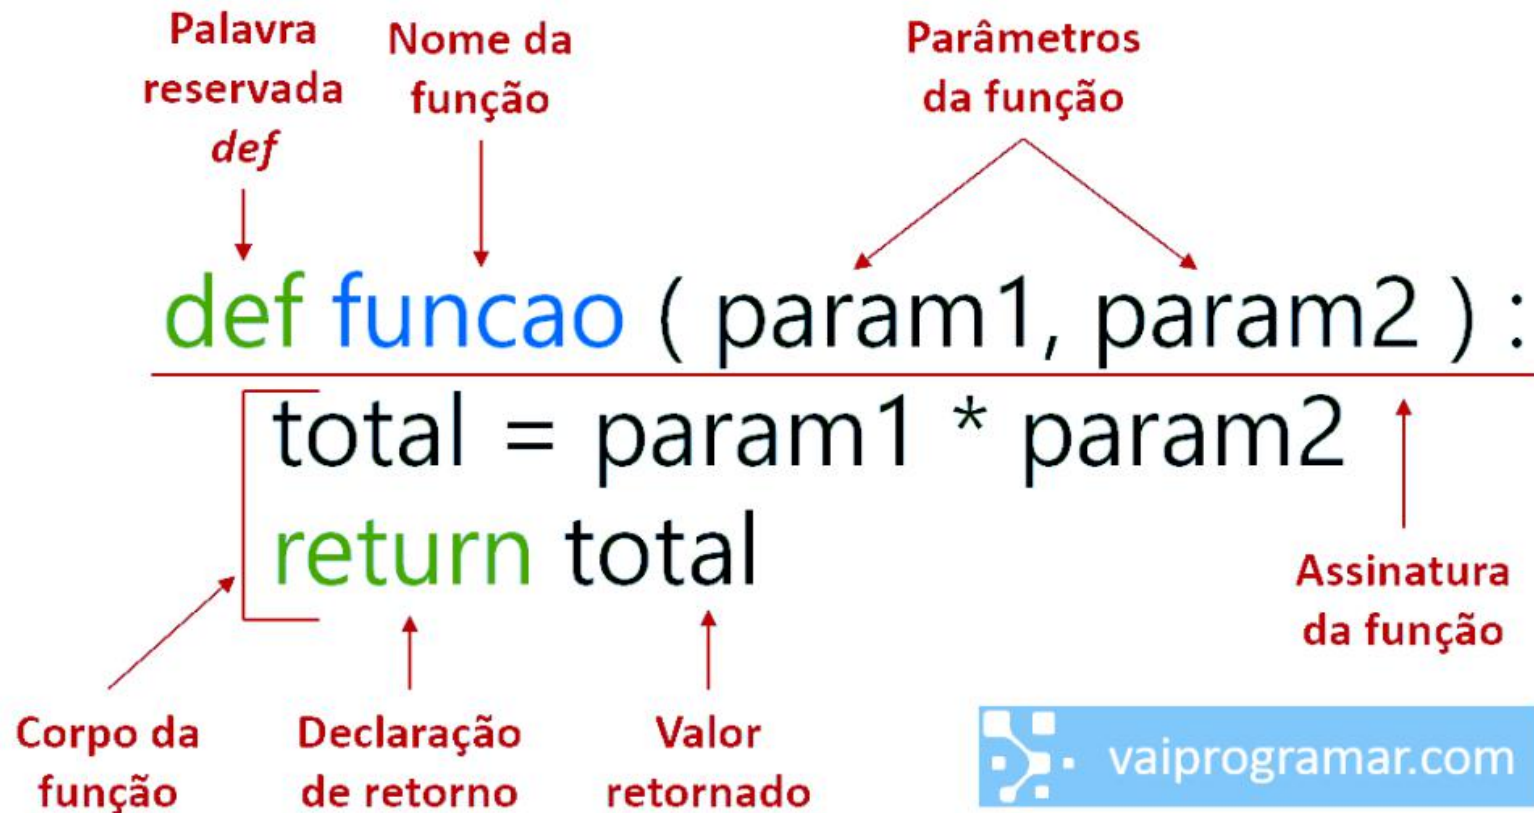 Palavra
reservada
def
Nome da
função
Parâmetros
da função
def funcao ( param1, param2 ) :
total = param1 * param2
return total
Assinatura
da função
Corpo da
função
Declaração
de retorno
Valor
retornado
vaiprogramar.com